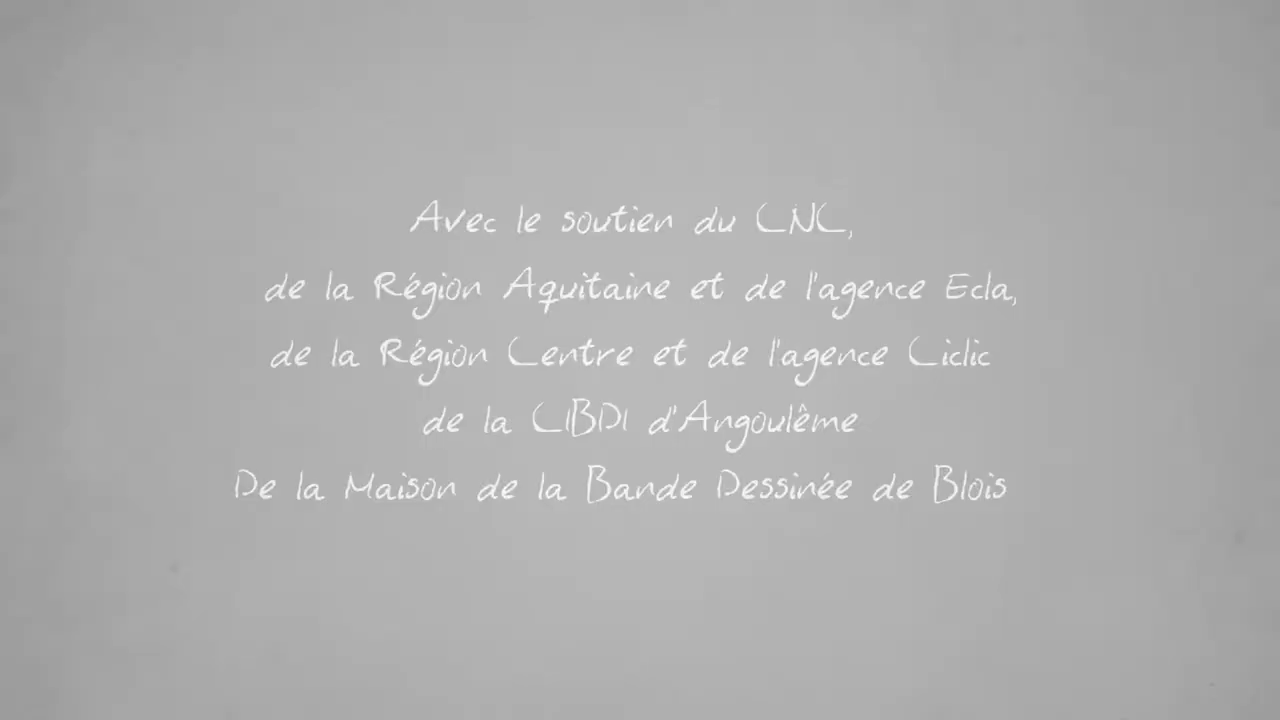 Avec le soutien du CNC,
de la Région Aquitaine et de l'agence Ecla,
de la Région Centre et de l'agence Ciclic
de la CIBDI d'Angoulême
De la Maison de la Bande Dessinée de Blois